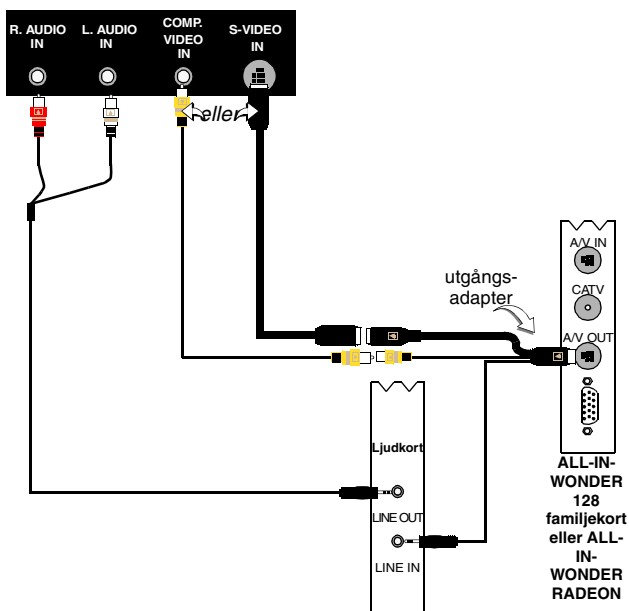 R. AUDIO
IN
L. AUDIO
IN
COMP.
VIDEO
IN
S-VIDEO
IN
eller
utgångs-
adapter
A/V IN
CATV
A/V OUT
Ljudkort
LINE OUT
LINE IN
ALL-IN-
WONDER
128
familjekort
eller ALL-
IN-
WONDER
RADEON